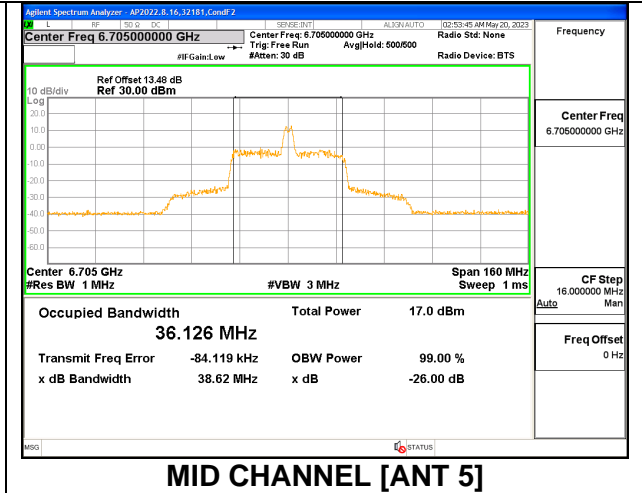 Agilent Spectrum Analyzer - AP2022.8.16,32181,CondF2
LXI L RF 50 Ω DC SENSE:INT ALIGN AUTO 02:53:45 AM May 20, 2023
Center Freq 6.705000000 GHz
Center Freq: 6.705000000 GHz Radio Std: None
Trig: Free Run Avg|Hold: 500/500
#IFGain:Low #Atten: 30 dB Radio Device: BTS
Frequency
Ref Offset 13.48 dB
10 dB/div Ref 30.00 dBm
Log
20.0
10.0
0.00
-10.0
-20.0
-30.0
-40.0
-50.0
-60.0
Center 6.705 GHz Span 160 MHz
#Res BW 1 MHz #VBW 3 MHz Sweep 1 ms
Occupied Bandwidth Total Power 17.0 dBm
36.126 MHz
Transmit Freq Error -84.119 kHz OBW Power 99.00 %
x dB Bandwidth 38.62 MHz x dB -26.00 dB
Center Freq
6.705000000 GHz
CF Step
16.000000 MHz
Auto Man
Freq Offset
0 Hz
MSG STATUS
MID CHANNEL [ANT 5]